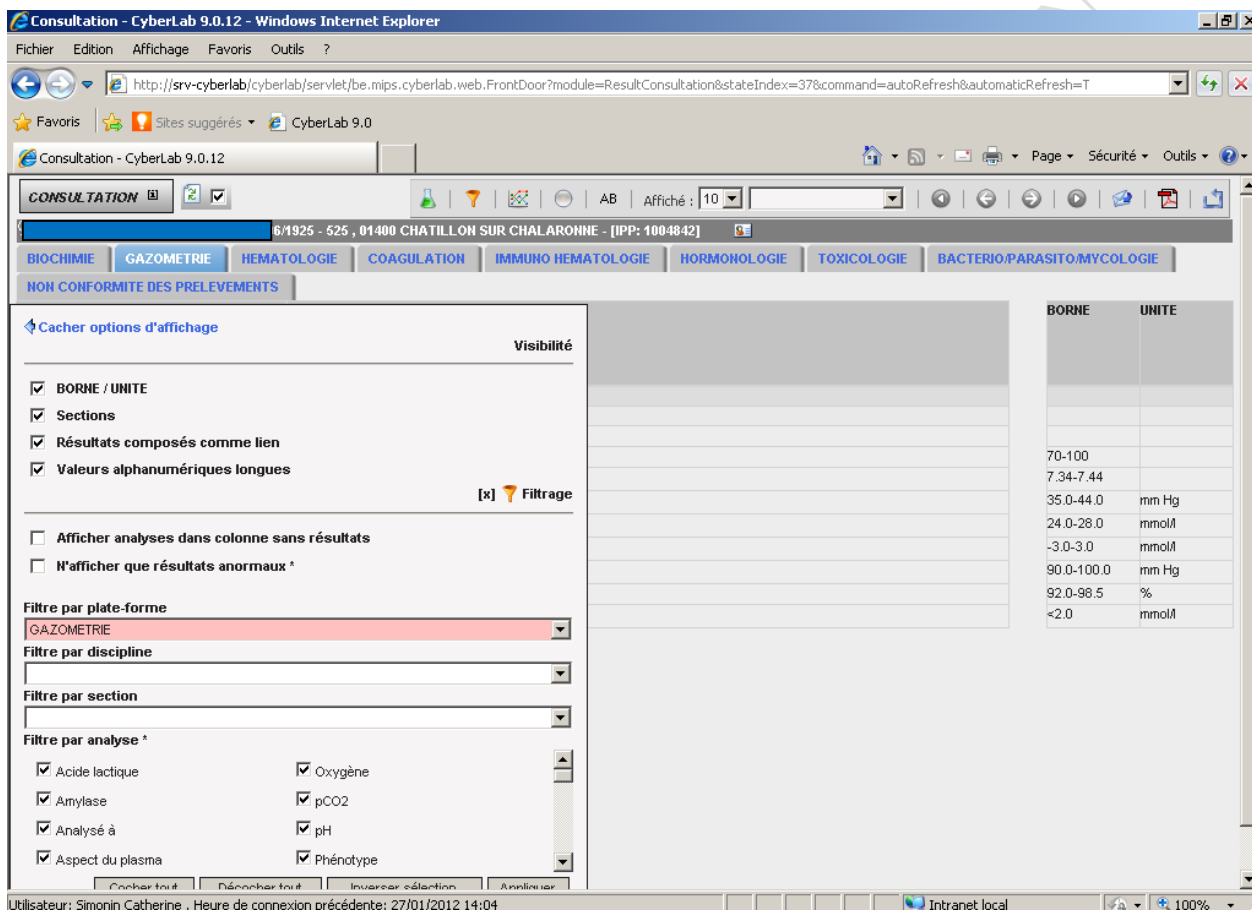 Consultation - CyberLab 9.0.12 - Windows Internet Explorer
Fichier Edition Affichage Favoris Outils ?
http://srv-cyberlab/cyberlab/servlet/be.mips.cyberlab.web.FrontDoor?module=ResultConsultation&stateIndex=37&command=autoRefresh&automaticRefresh=T
Favoris Sites suggérés CyberLab 9.0
Consultation - CyberLab 9.0.12 Page Sécurité Outils
CONSULTATION AB Affiché : 10
6/1925 - 525 , 01400 CHATILLON SUR CHALARONNE - [IPP: 1004842]
BIOCHIMIE GAZOMETRIE HEMATOLOGIE COAGULATION IMMUNO HEMATOLOGIE HORMONOLOGIE TOXICOLOGIE BACTERIO/PARASITO/MYCOLOGIE
NON CONFORMITE DES PRELEVEMENTS
BORNE UNITE
Cacher options d'affichage
Visibilité
BORNE / UNITE
Sections
Résultats composés comme lien
Valeurs alphanumériques longues
[x] Filtrage
Afficher analyses dans colonne sans résultats
N'afficher que résultats anormaux *
Filtre par plate-forme
GAZOMETRIE
Filtre par discipline
Filtre par section
Filtre par analyse *
Acide lactique Oxygène
Amylase pCO2
Analysé à pH
Aspect du plasma Phénotype
Cocher tout Décocher tout Inverser sélection Appliquer
70-100
7.34-7.44
35.0-44.0 mm Hg
24.0-28.0 mmol/l
-3.0-3.0 mmol/l
90.0-100.0 mm Hg
92.0-98.5 %
<2.0 mmol/l
Utilisateur: Simonin Catherine . Heure de connexion précédente: 27/01/2012 14:04 Intranet local 100%